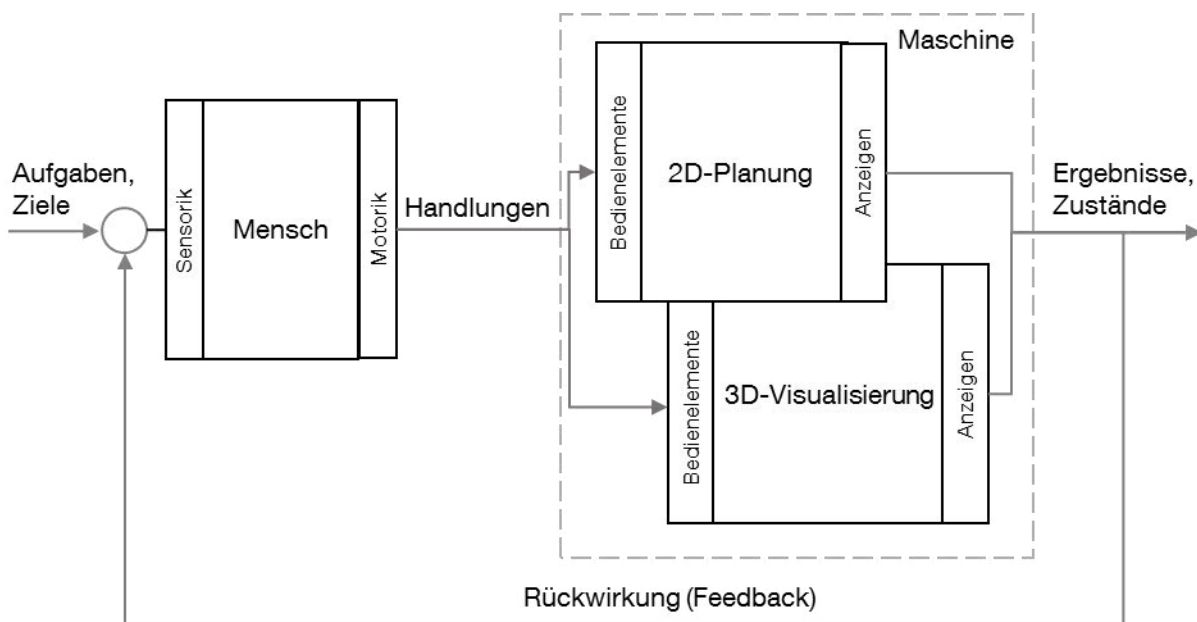 Maschine
Aufgaben,
Ziele
Sensorik
Mensch
Motorik
Handlungen
Bedienelemente
2D-Planung
Anzeigen
Ergebnisse,
Zustände
Bedienelemente
3D-Visualisierung
Anzeigen
Rückwirkung (Feedback)